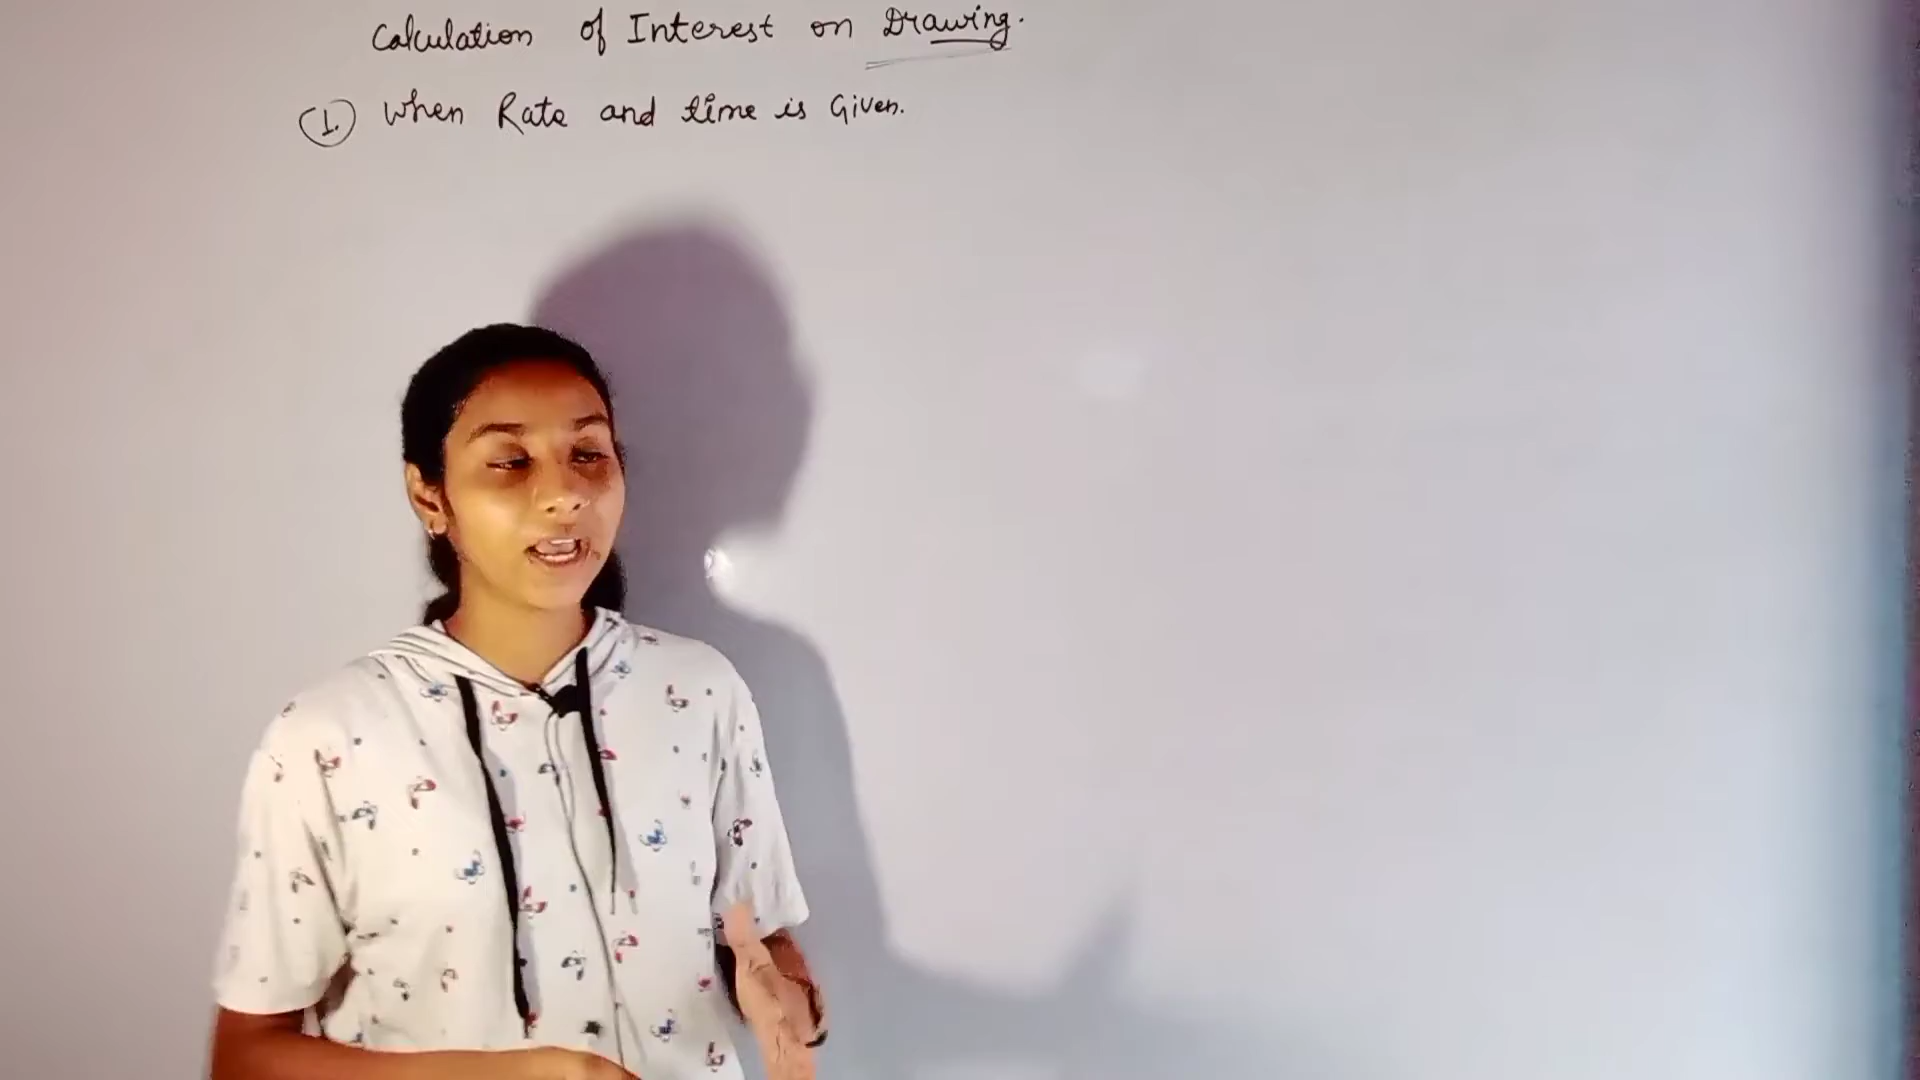 Calculation of Interest on Drawing.
1. When Rate and time is Given.